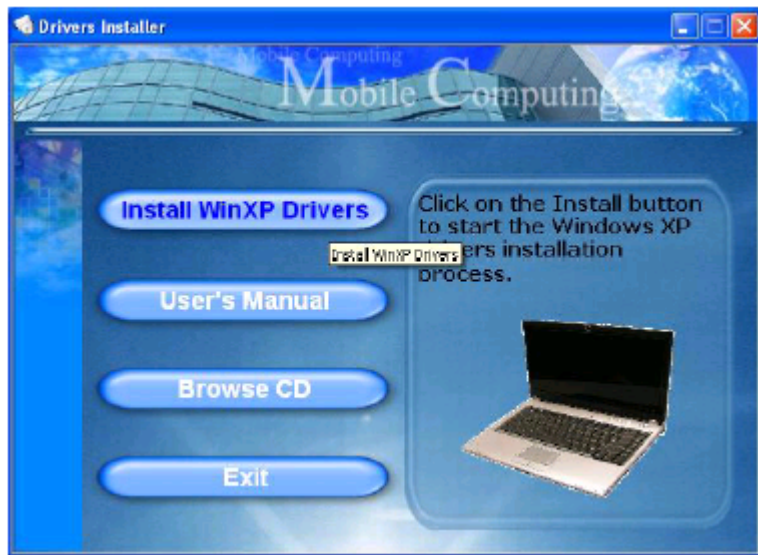 Drivers Installer
Mobile Computing
Mobile Computing
Install WinXP Drivers
Click on the Install button
to start the Windows XP
drivers installation
process.
Install WinXP Drivers
User's Manual
Browse CD
Exit